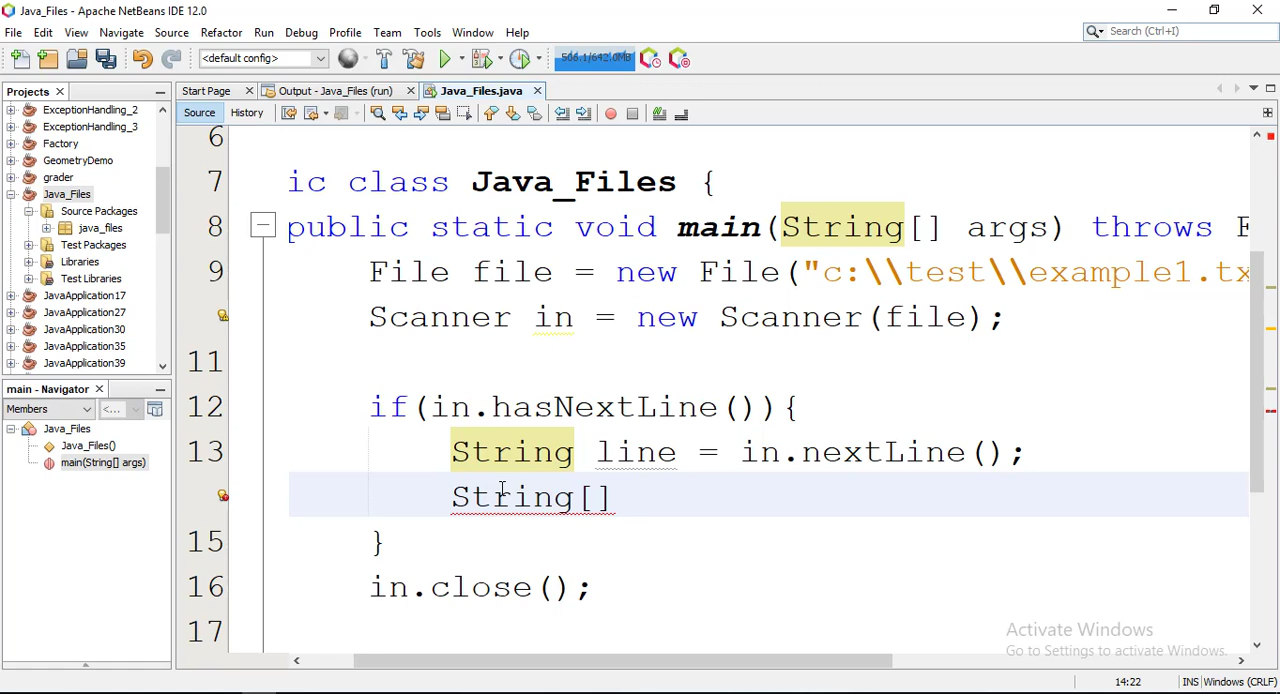 Java_Files - Apache NetBeans IDE 12.0
File Edit View Navigate Source Refactor Run Debug Profile Team Tools Window Help
Search (Ctrl+I)
<default config>
506.1/642.0MB
Projects
Start Page
Output - Java_Files (run)
Java_Files.java
Source History
ExceptionHandling_2
ExceptionHandling_3
Factory
GeometryDemo
grader
Java_Files
Source Packages
java_files
Test Packages
Libraries
Test Libraries
JavaApplication17
JavaApplication27
JavaApplication30
JavaApplication35
JavaApplication39
main - Navigator
Members
<...
Java_Files
Java_Files()
main(String[] args)
6
7 ic class Java_Files {
8 public static void main(String[] args) throws F
9 File file = new File("c:\\test\\example1.tx
Scanner in = new Scanner(file);
11
12 if(in.hasNextLine()){
13 String line = in.nextLine();
String[]
15 }
16 in.close();
17
Activate Windows
Go to Settings to activate Windows.
14:22 INS Windows (CRLF)